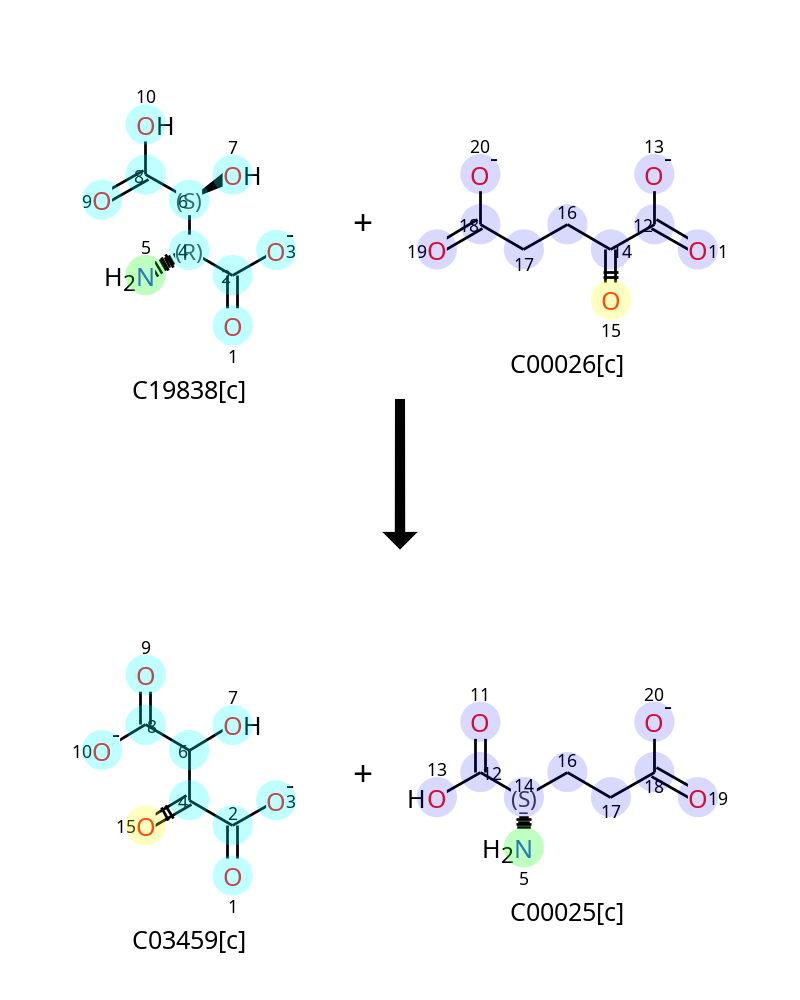 10
OH
7
OH
(S)
6
8
9 O
5
H2N
(R)
4
O- 3
2
O
1
C19838[c]
+
20
O-
13
O-
16
18
12
19 O
17
14
O 11
O
15
C00026[c]
9
O
7
OH
8
6
10 O-
4
15 O
2
O- 3
O
1
C03459[c]
+
11
O
20
O-
13
HO
12
14
(S)
16
17
18
O 19
H2N
5
C00025[c]